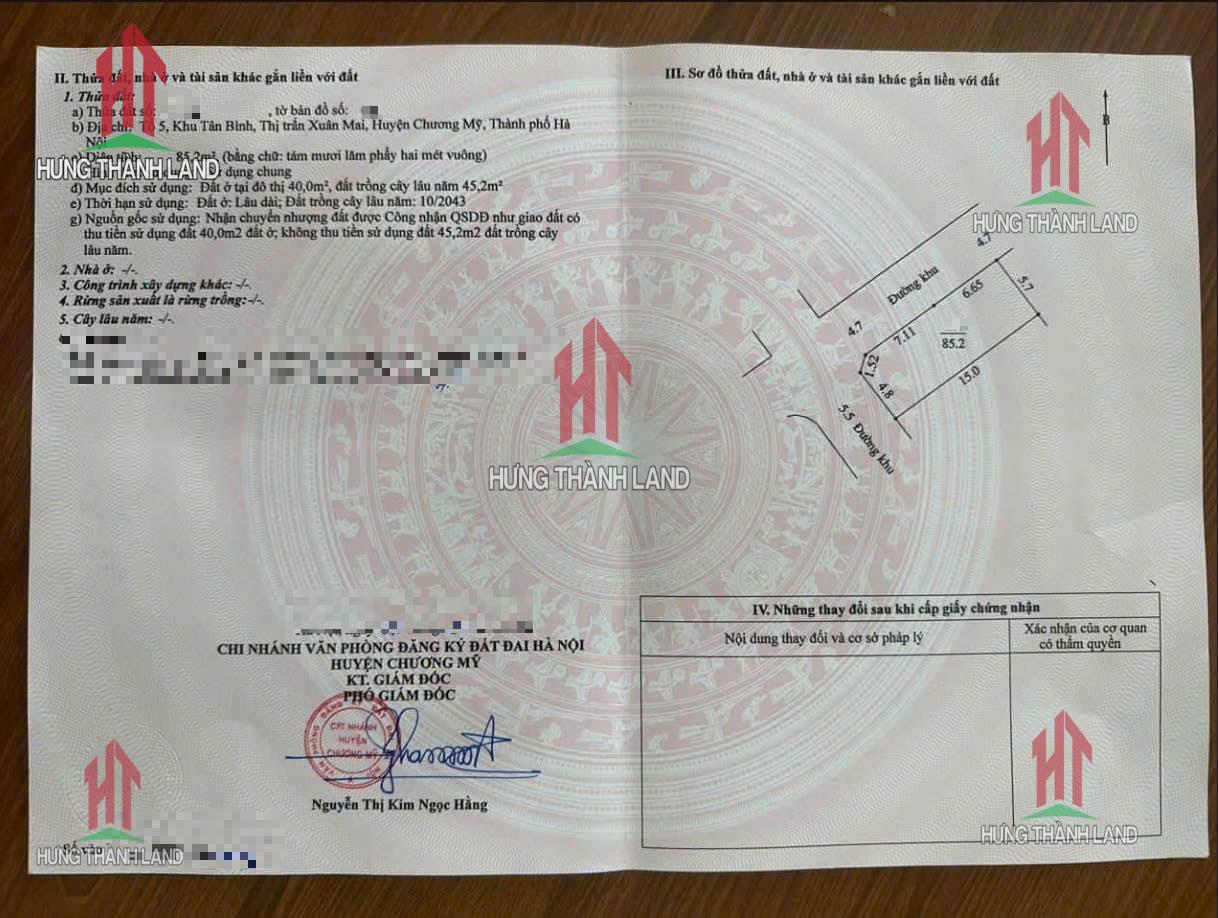 II. Thửa đất, nhà ở và tài sản khác gắn liền với đất
1. Thửa đất:
a) Thửa đất số: , tờ bản đồ số:
b) Địa chỉ: Tổ 5, Khu Tân Bình, Thị trấn Xuân Mai, Huyện Chương Mỹ, Thành phố Hà
Nội
Diện tích: 85.2m², (bằng chữ: tám mươi lăm phẩy hai mét vuông)
dụng chung
đ) Mục đích sử dụng: Đất ở tại đô thị 40,0m², đất trồng cây lâu năm 45,2m²
e) Thời hạn sử dụng: Đất ở: Lâu dài; Đất trồng cây lâu năm: 10/2043
g) Nguồn gốc sử dụng: Nhận chuyển nhượng đất được Công nhận QSDĐ như giao đất có
thu tiền sử dụng đất 40,0m2 đất ở; không thu tiền sử dụng đất 45,2m2 đất trồng cây
lâu năm.
2. Nhà ở: -/-.
3. Công trình xây dựng khác: -/-.
4. Rừng sản xuất là rừng trồng:-/-.
5. Cây lâu năm: -/-.
CHI NHÁNH VĂN PHÒNG ĐĂNG KÝ ĐẤT ĐAI HÀ NỘI
HUYỆN CHƯƠNG MỸ
KT. GIÁM ĐỐC
PHÓ GIÁM ĐỐC
CHI NHÁNH
HUYỆN
CHƯƠNG MỸ
Nguyễn Thị Kim Ngọc Hằng
III. Sơ đồ thửa đất, nhà ở và tài sản khác gắn liền với đất
B
4.7
Đường khu
6.65
5.7
4.7
7.11
85.2
1.52
4.8
15.0
5.5 Đường khu
IV. Những thay đổi sau khi cấp giấy chứng nhận
Nội dung thay đổi và cơ sở pháp lý
Xác nhận của cơ quan
có thẩm quyền
HƯNG THÀNH LAND
HƯNG THÀNH LAND
HƯNG THÀNH LAND
HƯNG THÀNH LAND
HƯNG THÀNH LAND